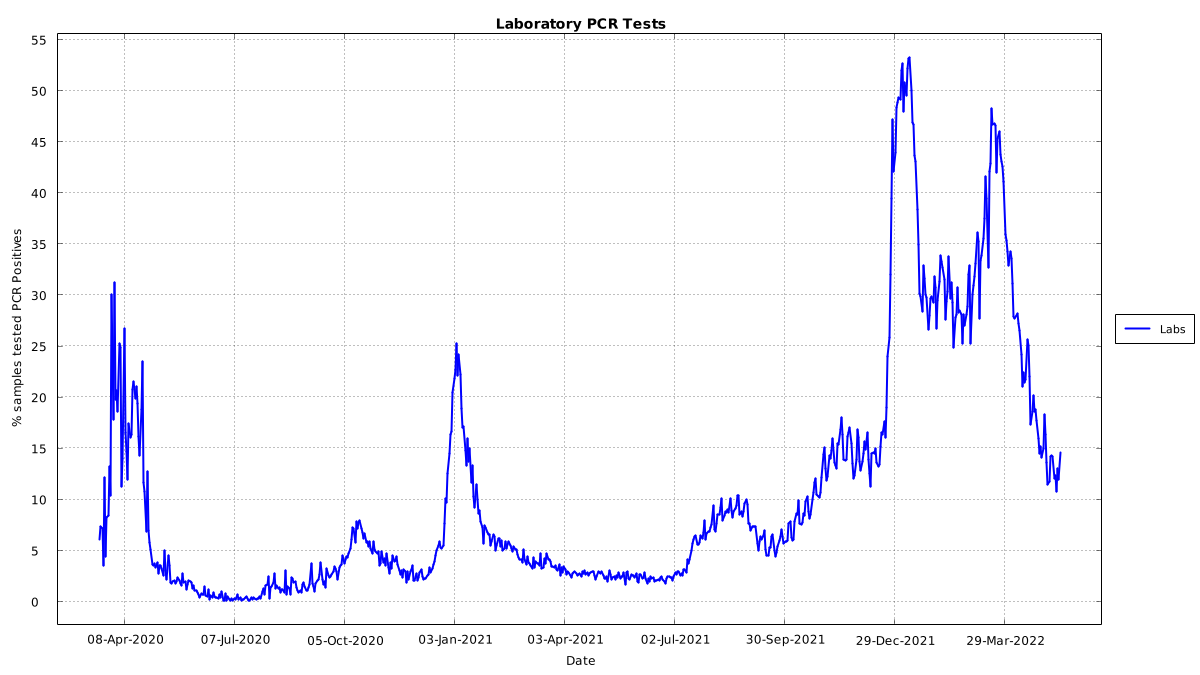 Laboratory PCR Tests
55
50
45
40
35
30
25
20
15
10
5
0
% samples tested PCR Positives
08-Apr-2020 07-Jul-2020 05-Oct-2020 03-Jan-2021 03-Apr-2021 02-Jul-2021 30-Sep-2021 29-Dec-2021 29-Mar-2022
Date
Labs